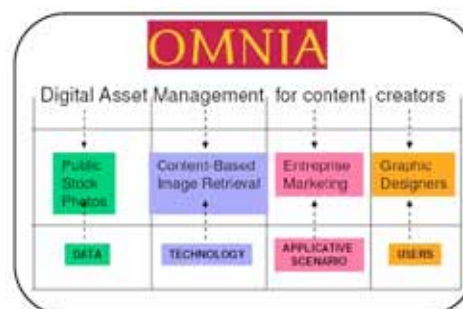 OMNIA
Digital Asset Management for content creators
Public Stock Photos
Content-Based Image Retrieval
Entreprise Marketing
Graphic Designers
DATA
TECHNOLOGY
APPLICATIVE SCENARIO
USERS